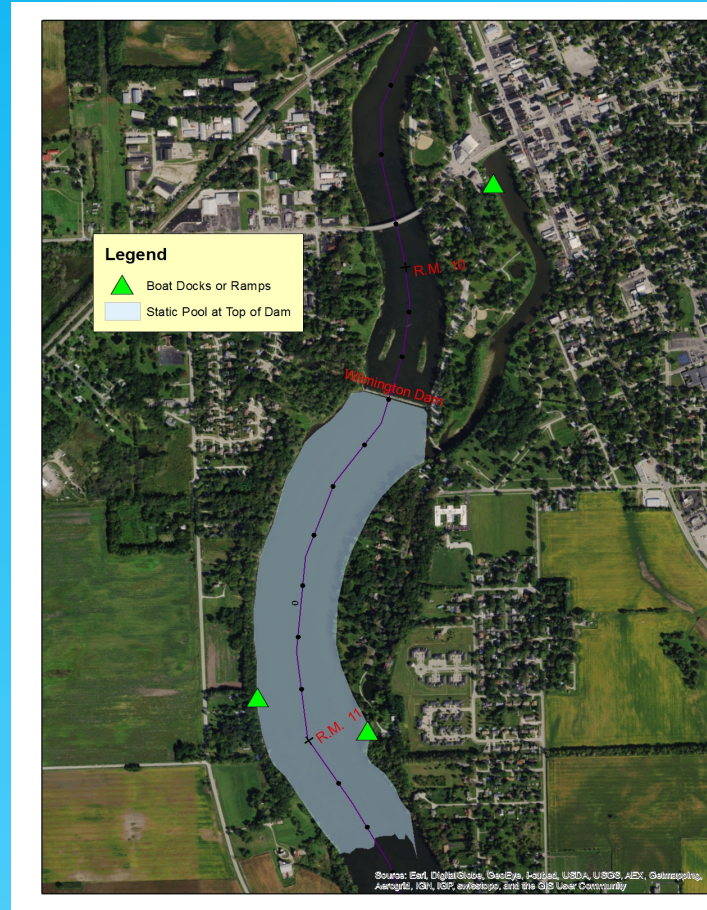 Legend
Boat Docks or Ramps
Static Pool at Top of Dam
R.M. 10
Wilmington Dam
0
R.M. 11
Source: Esri, DigitalGlobe, GeoEye, i-cubed, USDA, USGS, AEX, Getmapping,
Aerogrid, IGN, IGP, swisstopo, and the GIS User Community